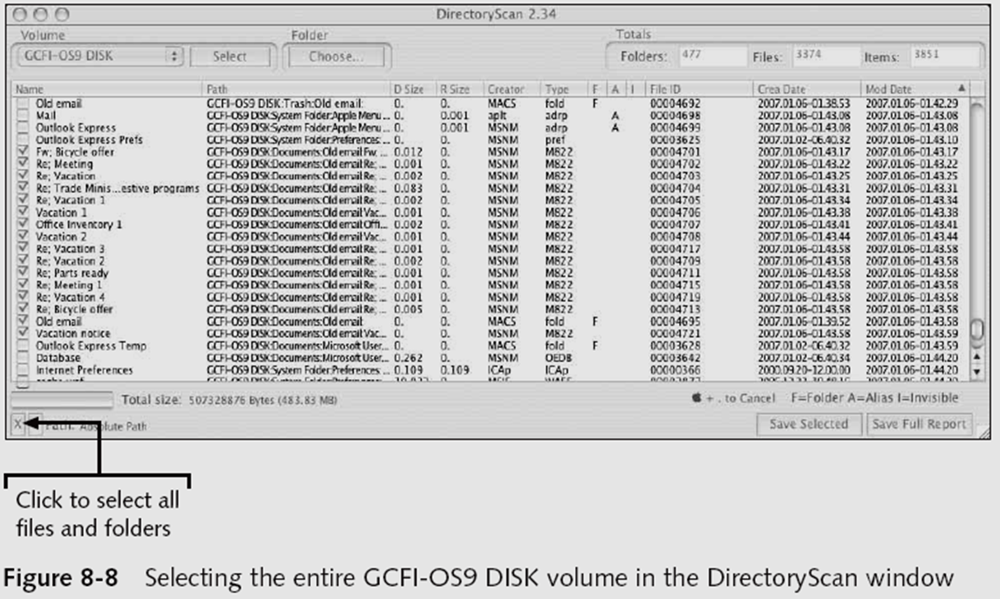 DirectoryScan 2.34
Volume Folder Totals
GCFI-OS9 DISK Select Choose... Folders: 477 Files: 3374 Items: 3851
Name Path D Size R Size Creator Type F A I File ID Crea Date Mod Date
Old email GCFI-OS9 DISK:Trash:Old email: 0. 0. MACS fold F 00004692 2007.01.06-01.38.53 2007.01.06-01.42.29
Mail GCFI-OS9 DISK:System Folder:Apple Menu... 0. 0.001 aplt adrp A 00004698 2007.01.06-01.43.08 2007.01.06-01.43.08
Outlook Express GCFI-OS9 DISK:System Folder:Apple Menu... 0. 0.001 MSNM adrp A 00004699 2007.01.06-01.43.08 2007.01.06-01.43.08
Outlook Express Prefs GCFI-OS9 DISK:System Folder:Preferences:... 0. 0. MSNM pref 00003625 2007.01.02-06.40.32 2007.01.06-01.43.10
Fw; Bicycle offer GCFI-OS9 DISK:Documents:Old email:Fw; ... 0.012 0. MSNM M822 00004701 2007.01.06-01.43.17 2007.01.06-01.43.17
Re; Meeting GCFI-OS9 DISK:Documents:Old email:Re; ... 0.001 0. MSNM M822 00004702 2007.01.06-01.43.22 2007.01.06-01.43.22
Re; Vacation GCFI-OS9 DISK:Documents:Old email:Re; ... 0.002 0. MSNM M822 00004703 2007.01.06-01.43.25 2007.01.06-01.43.25
Re; Trade Minis...estive programs GCFI-OS9 DISK:Documents:Old email:Re; ... 0.083 0. MSNM M822 00004704 2007.01.06-01.43.31 2007.01.06-01.43.31
Re; Vacation 1 GCFI-OS9 DISK:Documents:Old email:Re; ... 0.002 0. MSNM M822 00004705 2007.01.06-01.43.34 2007.01.06-01.43.34
Vacation 1 GCFI-OS9 DISK:Documents:Old email:Vac... 0.001 0. MSNM M822 00004706 2007.01.06-01.43.38 2007.01.06-01.43.38
Office Inventory 1 GCFI-OS9 DISK:Documents:Old email:Offi... 0.002 0. MSNM M822 00004707 2007.01.06-01.43.41 2007.01.06-01.43.41
Vacation 2 GCFI-OS9 DISK:Documents:Old email:Vac... 0.001 0. MSNM M822 00004708 2007.01.06-01.43.44 2007.01.06-01.43.44
Re; Vacation 3 GCFI-OS9 DISK:Documents:Old email:Re; ... 0.001 0. MSNM M822 00004717 2007.01.06-01.43.58 2007.01.06-01.43.58
Re; Vacation 2 GCFI-OS9 DISK:Documents:Old email:Re; ... 0.002 0. MSNM M822 00004709 2007.01.06-01.43.58 2007.01.06-01.43.58
Re; Parts ready GCFI-OS9 DISK:Documents:Old email:Re; ... 0.001 0. MSNM M822 00004711 2007.01.06-01.43.58 2007.01.06-01.43.58
Re; Meeting 1 GCFI-OS9 DISK:Documents:Old email:Re; ... 0.001 0. MSNM M822 00004715 2007.01.06-01.43.58 2007.01.06-01.43.58
Re; Vacation 4 GCFI-OS9 DISK:Documents:Old email:Re; ... 0.001 0. MSNM M822 00004719 2007.01.06-01.43.58 2007.01.06-01.43.58
Re; Bicycle offer GCFI-OS9 DISK:Documents:Old email:Re; ... 0.005 0. MSNM M822 00004713 2007.01.06-01.43.58 2007.01.06-01.43.58
Old email GCFI-OS9 DISK:Documents:Old email: 0. 0. MACS fold F 00004695 2007.01.06-01.39.52 2007.01.06-01.43.58
Vacation notice GCFI-OS9 DISK:Documents:Old email:Vac... 0. 0. MSNM M822 00004721 2007.01.06-01.43.58 2007.01.06-01.43.59
Outlook Express Temp GCFI-OS9 DISK:Documents:Microsoft User... 0. 0. MACS fold F 00003628 2007.01.02-06.40.32 2007.01.06-01.43.59
Database GCFI-OS9 DISK:Documents:Microsoft User... 0.262 0. MSNM OEDB 00003642 2007.01.02-06.40.34 2007.01.06-01.44.20
Internet Preferences GCFI-OS9 DISK:System Folder:Preferences:... 0.109 0.109 ICAp ICAp 00000366 2000.09.20-12.00.00 2007.01.06-01.44.20
Total size: 507328876 Bytes (483.83 MB) + . to Cancel F=Folder A=Alias I=Invisible
X Path: Absolute Path Save Selected Save Full Report
Click to select all
files and folders
Figure 8-8 Selecting the entire GCFI-OS9 DISK volume in the DirectoryScan window